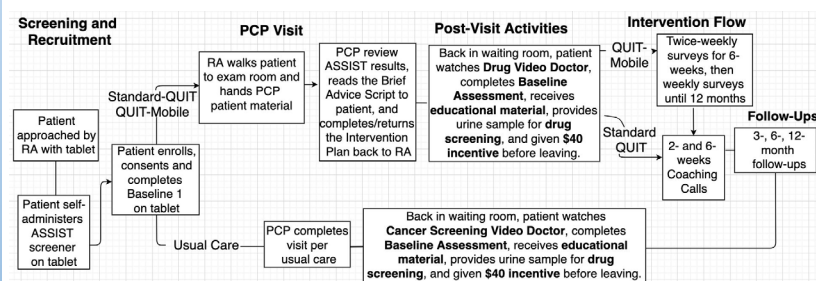 Screening and
Recruitment
PCP Visit
Post-Visit Activities
Intervention Flow
Patient
approached by
RA with tablet
Patient self-
administers
ASSIST
screener
on tablet
Patient enrolls,
consents and
completes
Baseline 1
on tablet
Standard-QUIT
QUIT-Mobile
RA walks patient
to exam room and
hands PCP
patient material
PCP review
ASSIST results,
reads the Brief
Advice Script to
patient, and
completes/returns
the Intervention
Plan back to RA
Back in waiting room, patient
watches Drug Video Doctor,
completes Baseline
Assessment, receives
educational material, provides
urine sample for drug
screening, and given $40
incentive before leaving.
QUIT-
Mobile
Twice-weekly
surveys for 6-
weeks, then
weekly surveys
until 12 months
Standard
QUIT
2- and 6-
weeks
Coaching
Calls
Follow-Ups
3-, 6-, 12-
month
follow-ups
Usual Care
PCP completes
visit per
usual care
Back in waiting room, patient watches
Cancer Screening Video Doctor, completes
Baseline Assessment, receives educational
material, provides urine sample for drug
screening, and given $40 incentive before leaving.